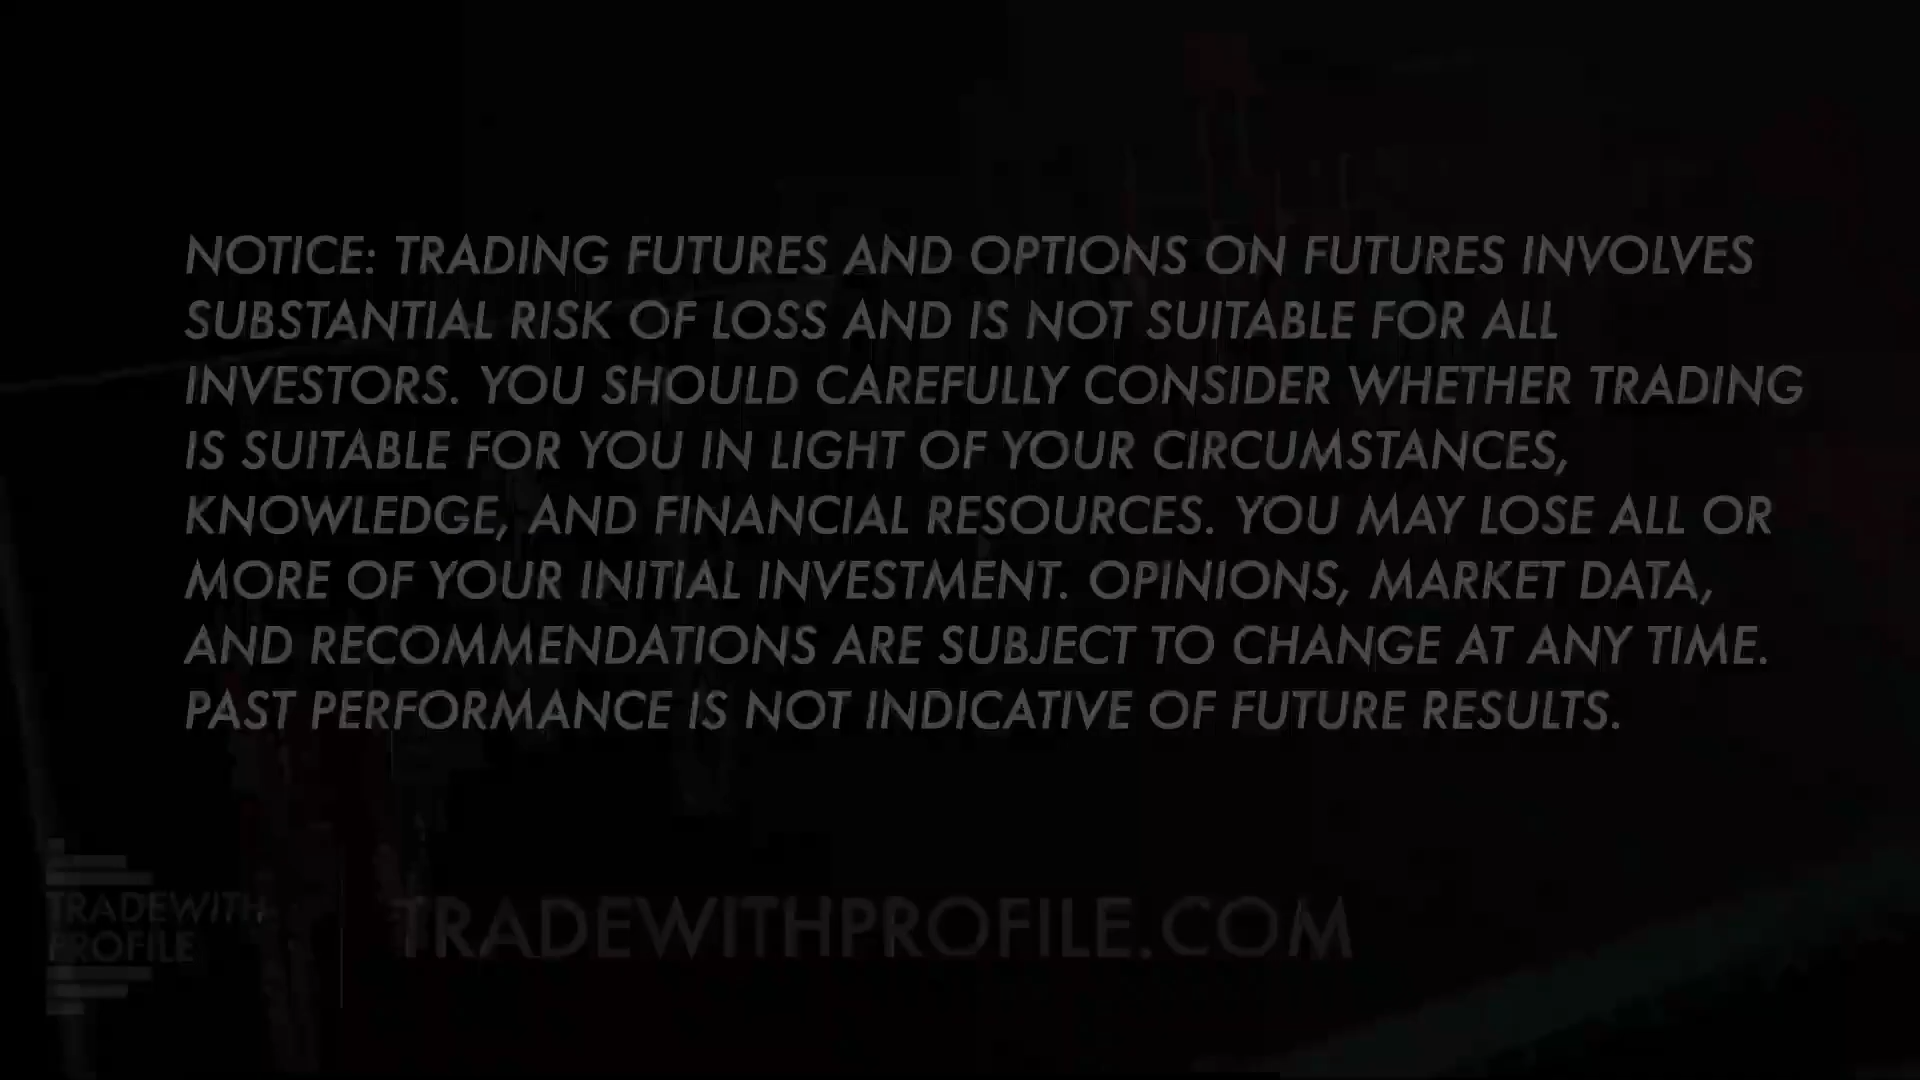 NOTICE: TRADING FUTURES AND OPTIONS ON FUTURES INVOLVES
SUBSTANTIAL RISK OF LOSS AND IS NOT SUITABLE FOR ALL
INVESTORS. YOU SHOULD CAREFULLY CONSIDER WHETHER TRADING
IS SUITABLE FOR YOU IN LIGHT OF YOUR CIRCUMSTANCES,
KNOWLEDGE, AND FINANCIAL RESOURCES. YOU MAY LOSE ALL OR
MORE OF YOUR INITIAL INVESTMENT. OPINIONS, MARKET DATA,
AND RECOMMENDATIONS ARE SUBJECT TO CHANGE AT ANY TIME.
PAST PERFORMANCE IS NOT INDICATIVE OF FUTURE RESULTS.
TRADEWITH
PROFILE
TRADEWITHPROFILE.COM